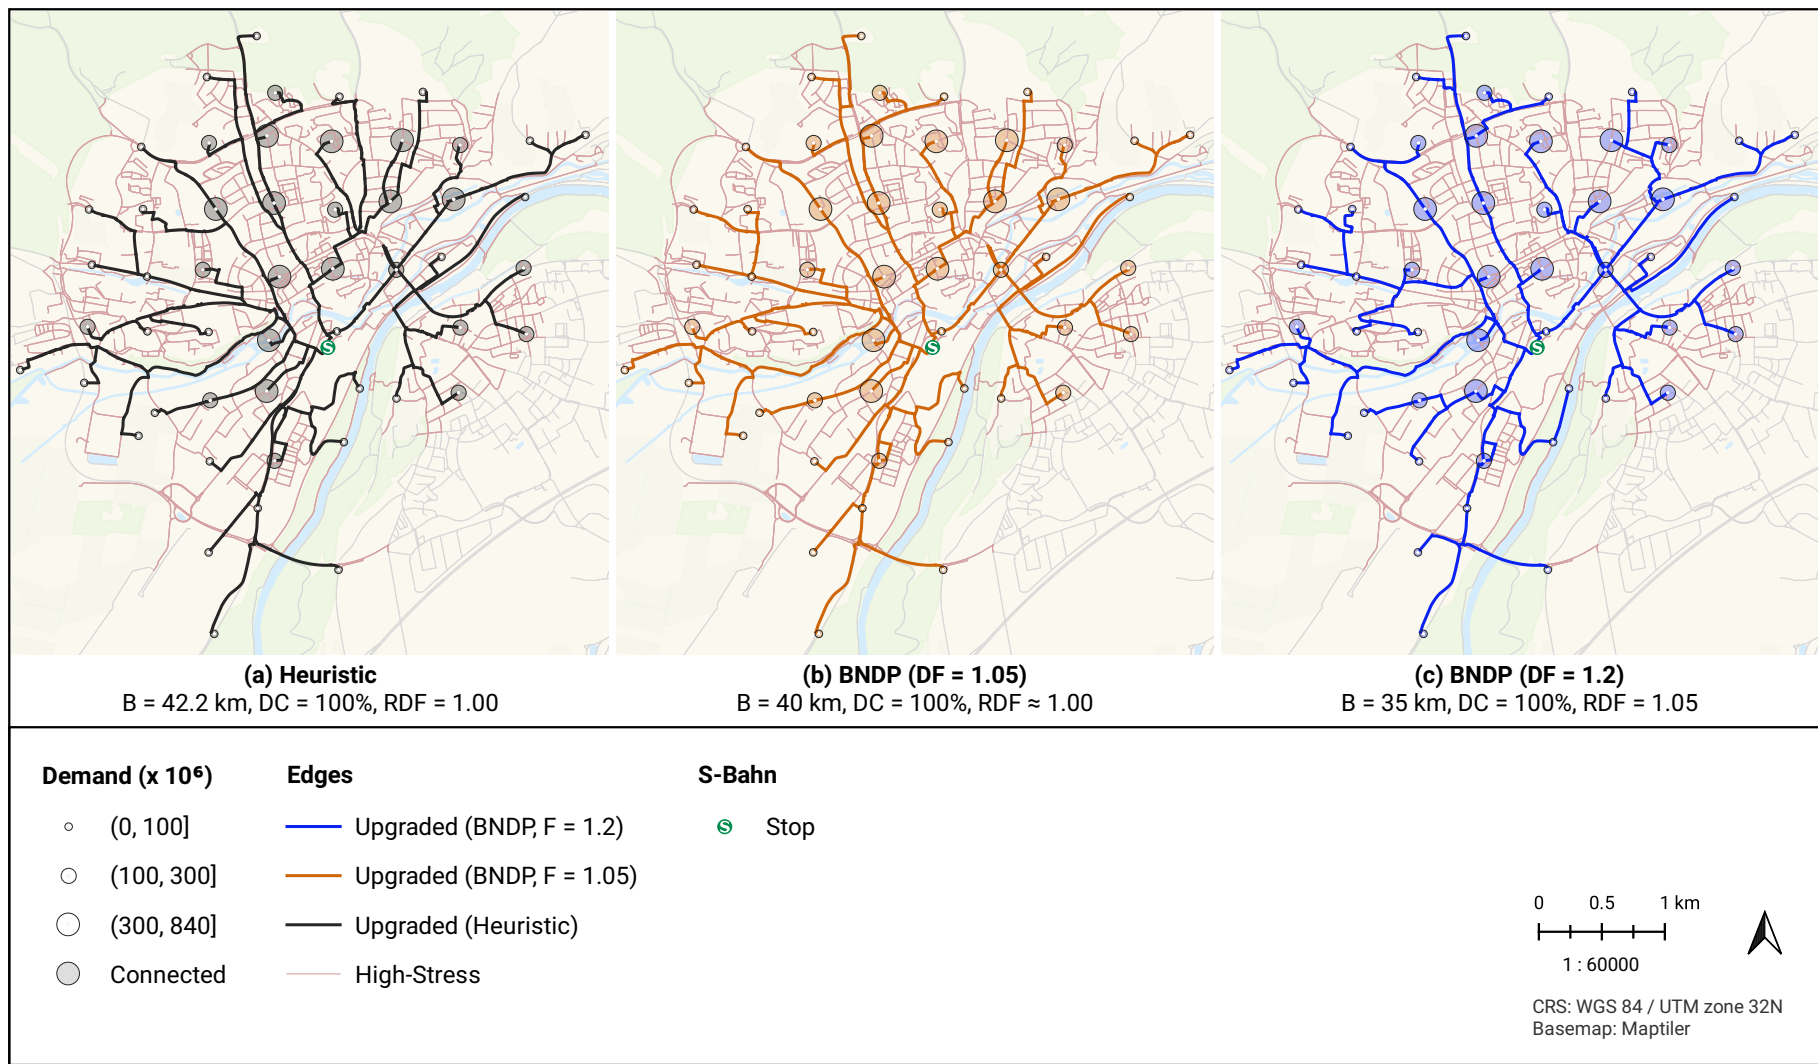 (a) Heuristic
B = 42.2 km, DC = 100%, RDF = 1.00
(b) BNDP (DF = 1.05)
B = 40 km, DC = 100%, RDF ≈ 1.00
(c) BNDP (DF = 1.2)
B = 35 km, DC = 100%, RDF = 1.05
Demand (x 10⁶)
(0, 100]
(100, 300]
(300, 840]
Connected
Edges
Upgraded (BNDP, F = 1.2)
Upgraded (BNDP, F = 1.05)
Upgraded (Heuristic)
High-Stress
S-Bahn
S Stop
0 0.5 1 km
1 : 60000
CRS: WGS 84 / UTM zone 32N
Basemap: Maptiler